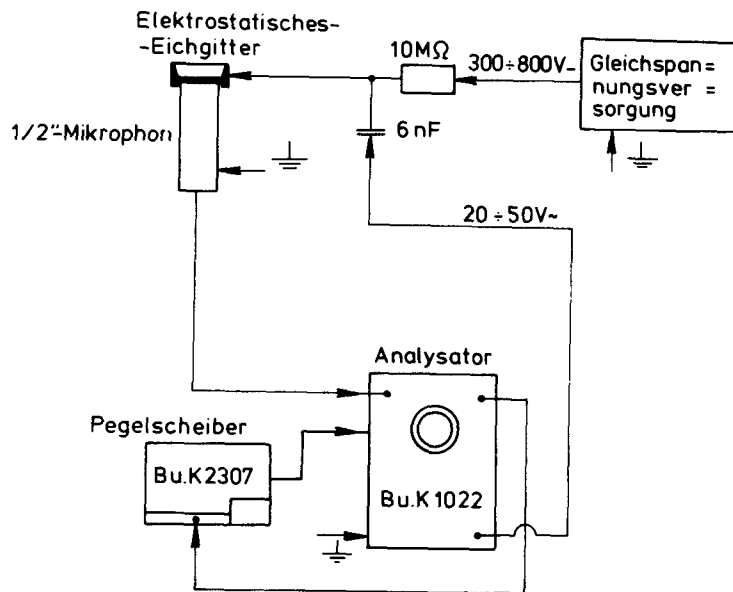 Elektrostatisches-
-Eichgitter
10MΩ
300÷800V-
Gleichspan=
nungsver =
sorgung
1/2"-Mikrophon
6 nF
20 ÷ 50V~
Analysator
Pegelscheiber
Bu.K2307
Bu.K 1022